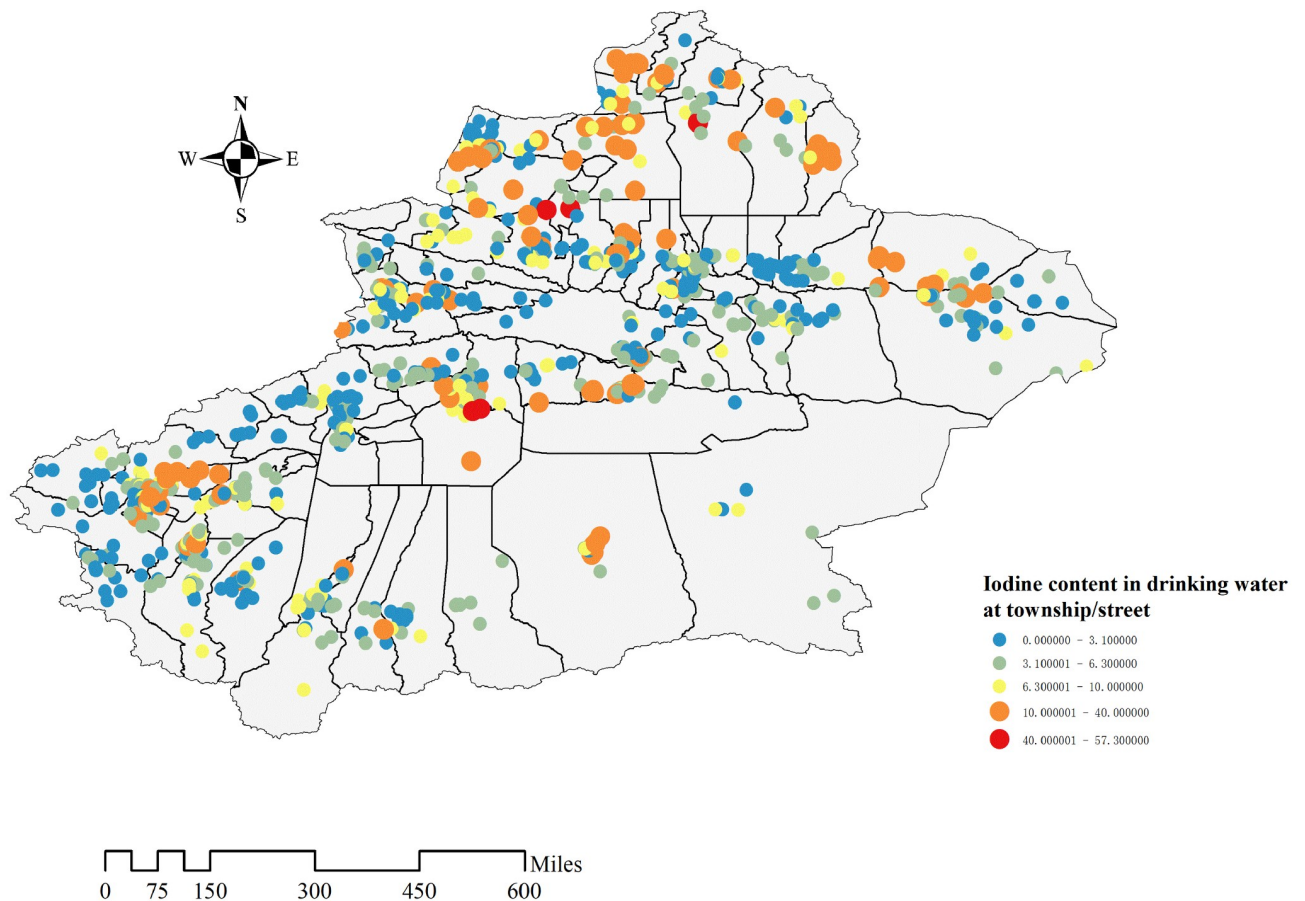 N
W E
S
Iodine content in drinking water
at township/street
0.000000 - 3.100000
3.100001 - 6.300000
6.300001 - 10.000000
10.000001 - 40.000000
40.000001 - 57.300000
Miles
0 75 150 300 450 600